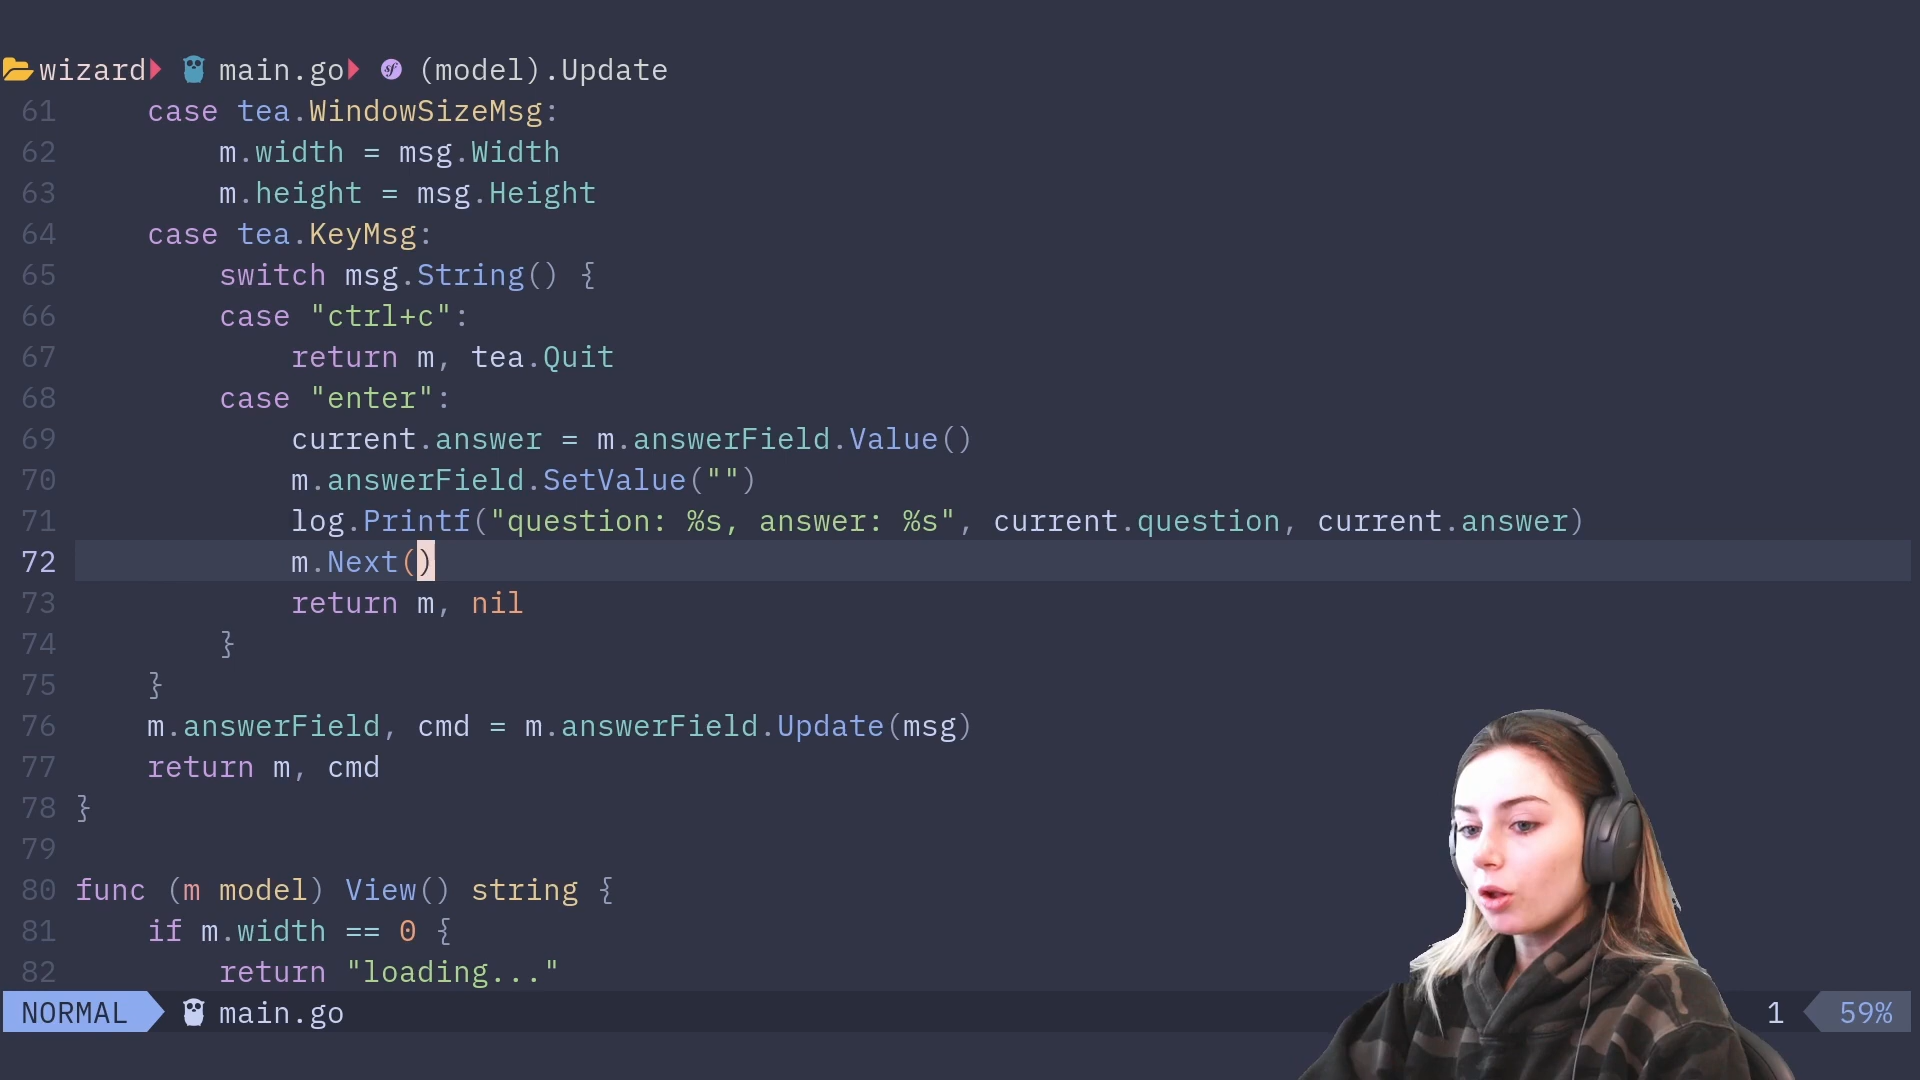 wizard main.go (model).Update
61 case tea.WindowSizeMsg:
62 m.width = msg.Width
63 m.height = msg.Height
64 case tea.KeyMsg:
65 switch msg.String() {
66 case "ctrl+c":
67 return m, tea.Quit
68 case "enter":
69 current.answer = m.answerField.Value()
70 m.answerField.SetValue("")
71 log.Printf("question: %s, answer: %s", current.question, current.answer)
72 m.Next()
73 return m, nil
74 }
75 }
76 m.answerField, cmd = m.answerField.Update(msg)
77 return m, cmd
78 }
79
80 func (m model) View() string {
81 if m.width == 0 {
82 return "loading..."
NORMAL main.go 1 59%